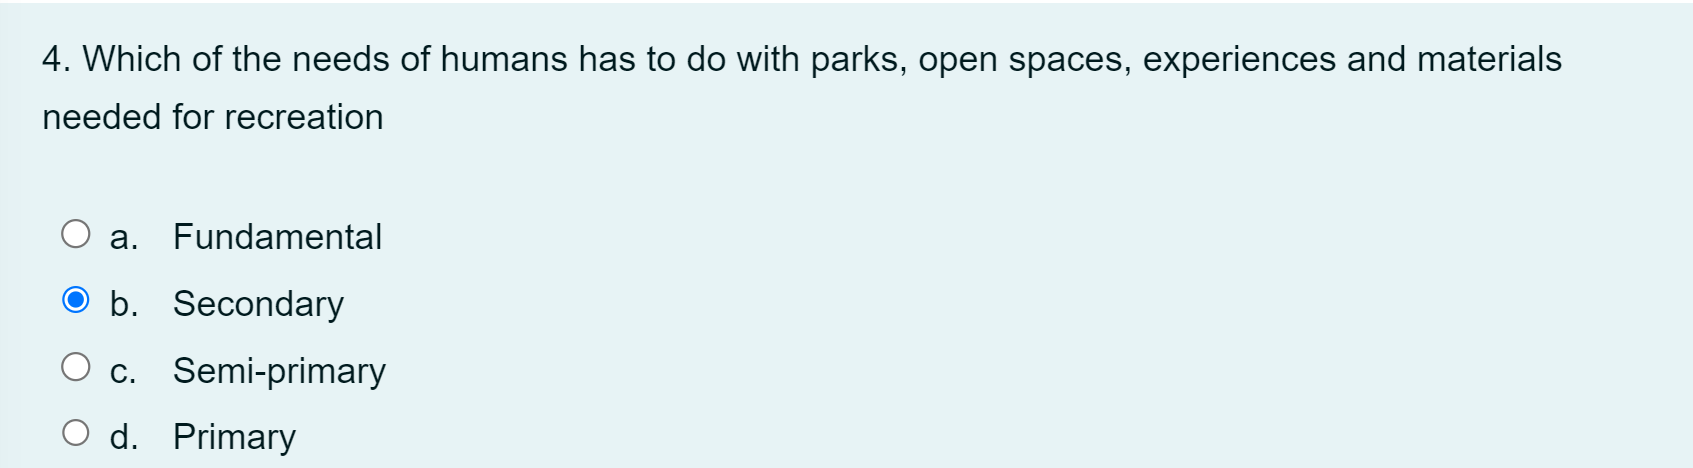 4. Which of the needs of humans has to do with parks, open spaces, experiences and materials
needed for recreation
a. Fundamental
b. Secondary
c. Semi-primary
d. Primary